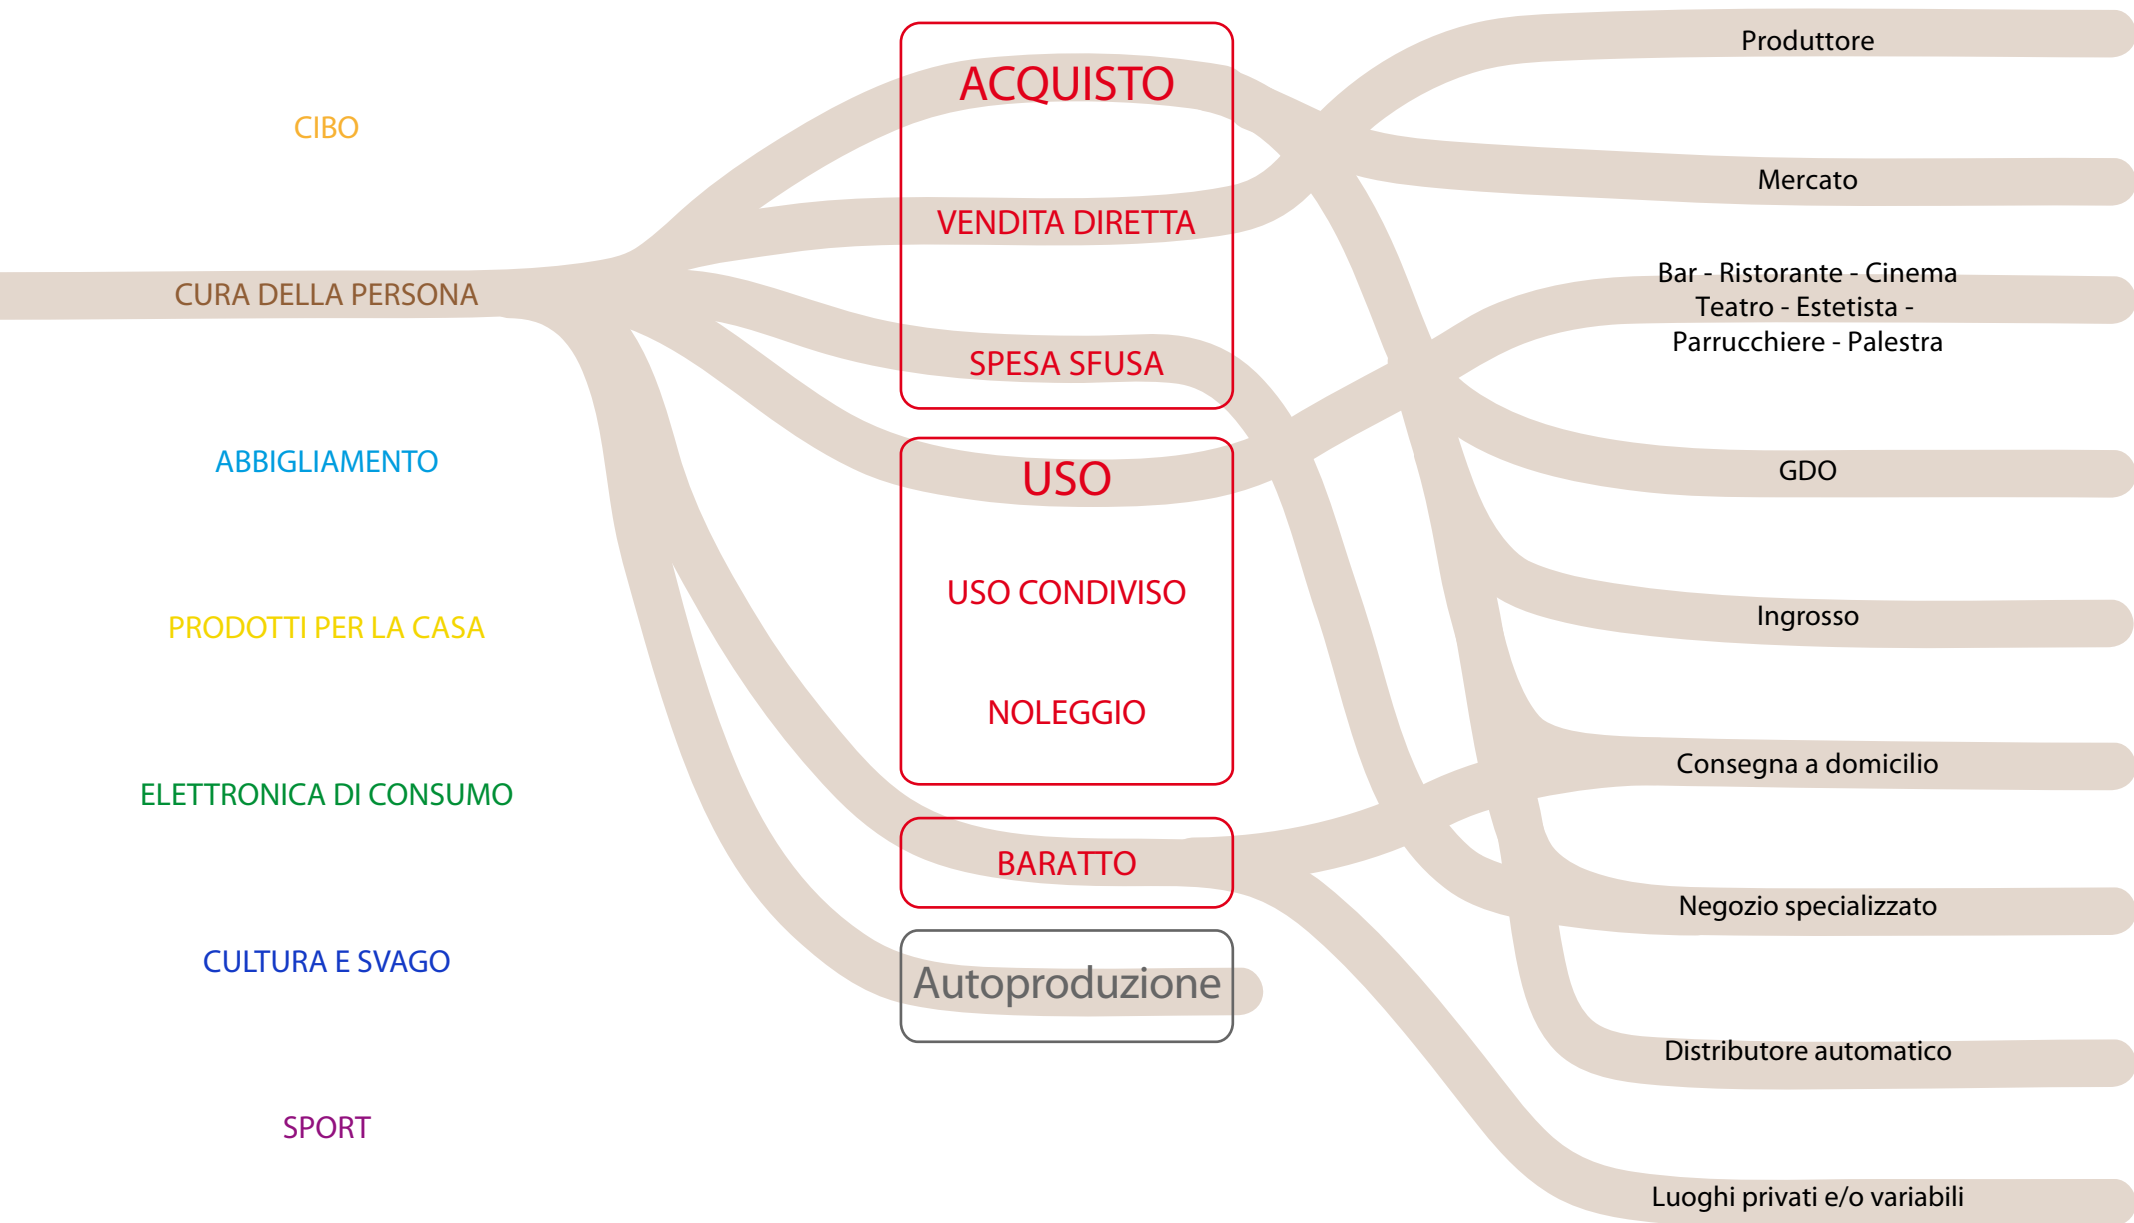 CIBO
CURA DELLA PERSONA
ABBIGLIAMENTO
PRODOTTI PER LA CASA
ELETTRONICA DI CONSUMO
CULTURA E SVAGO
SPORT
ACQUISTO
VENDITA DIRETTA
SPESA SFUSA
USO
USO CONDIVISO
NOLEGGIO
BARATTO
Autoproduzione
Produttore
Mercato
Bar - Ristorante - Cinema
Teatro - Estetista -
Parrucchiere - Palestra
GDO
Ingrosso
Consegna a domicilio
Negozio specializzato
Distributore automatico
Luoghi privati e/o variabili